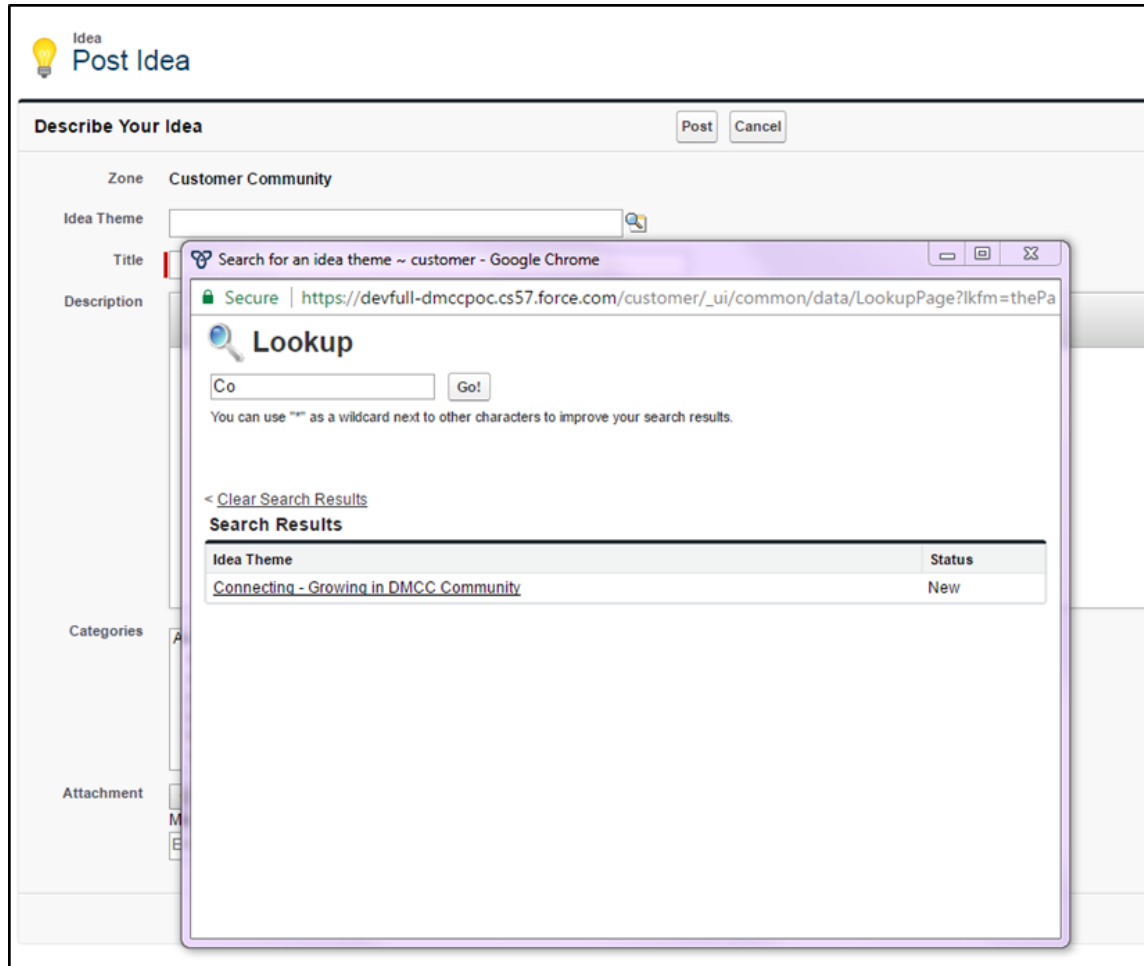 Idea
Post Idea
Describe Your Idea
Post
Cancel
Zone
Customer Community
Idea Theme
Title
Search for an idea theme ~ customer - Google Chrome
Description
Secure | https://devfull-dmccpoc.cs57.force.com/customer/_ui/common/data/LookupPage?lkfm=thePa
Lookup
Co
Go!
You can use "*" as a wildcard next to other characters to improve your search results.
< Clear Search Results
Search Results
Idea Theme
Status
Connecting - Growing in DMCC Community
New
Categories
Attachment